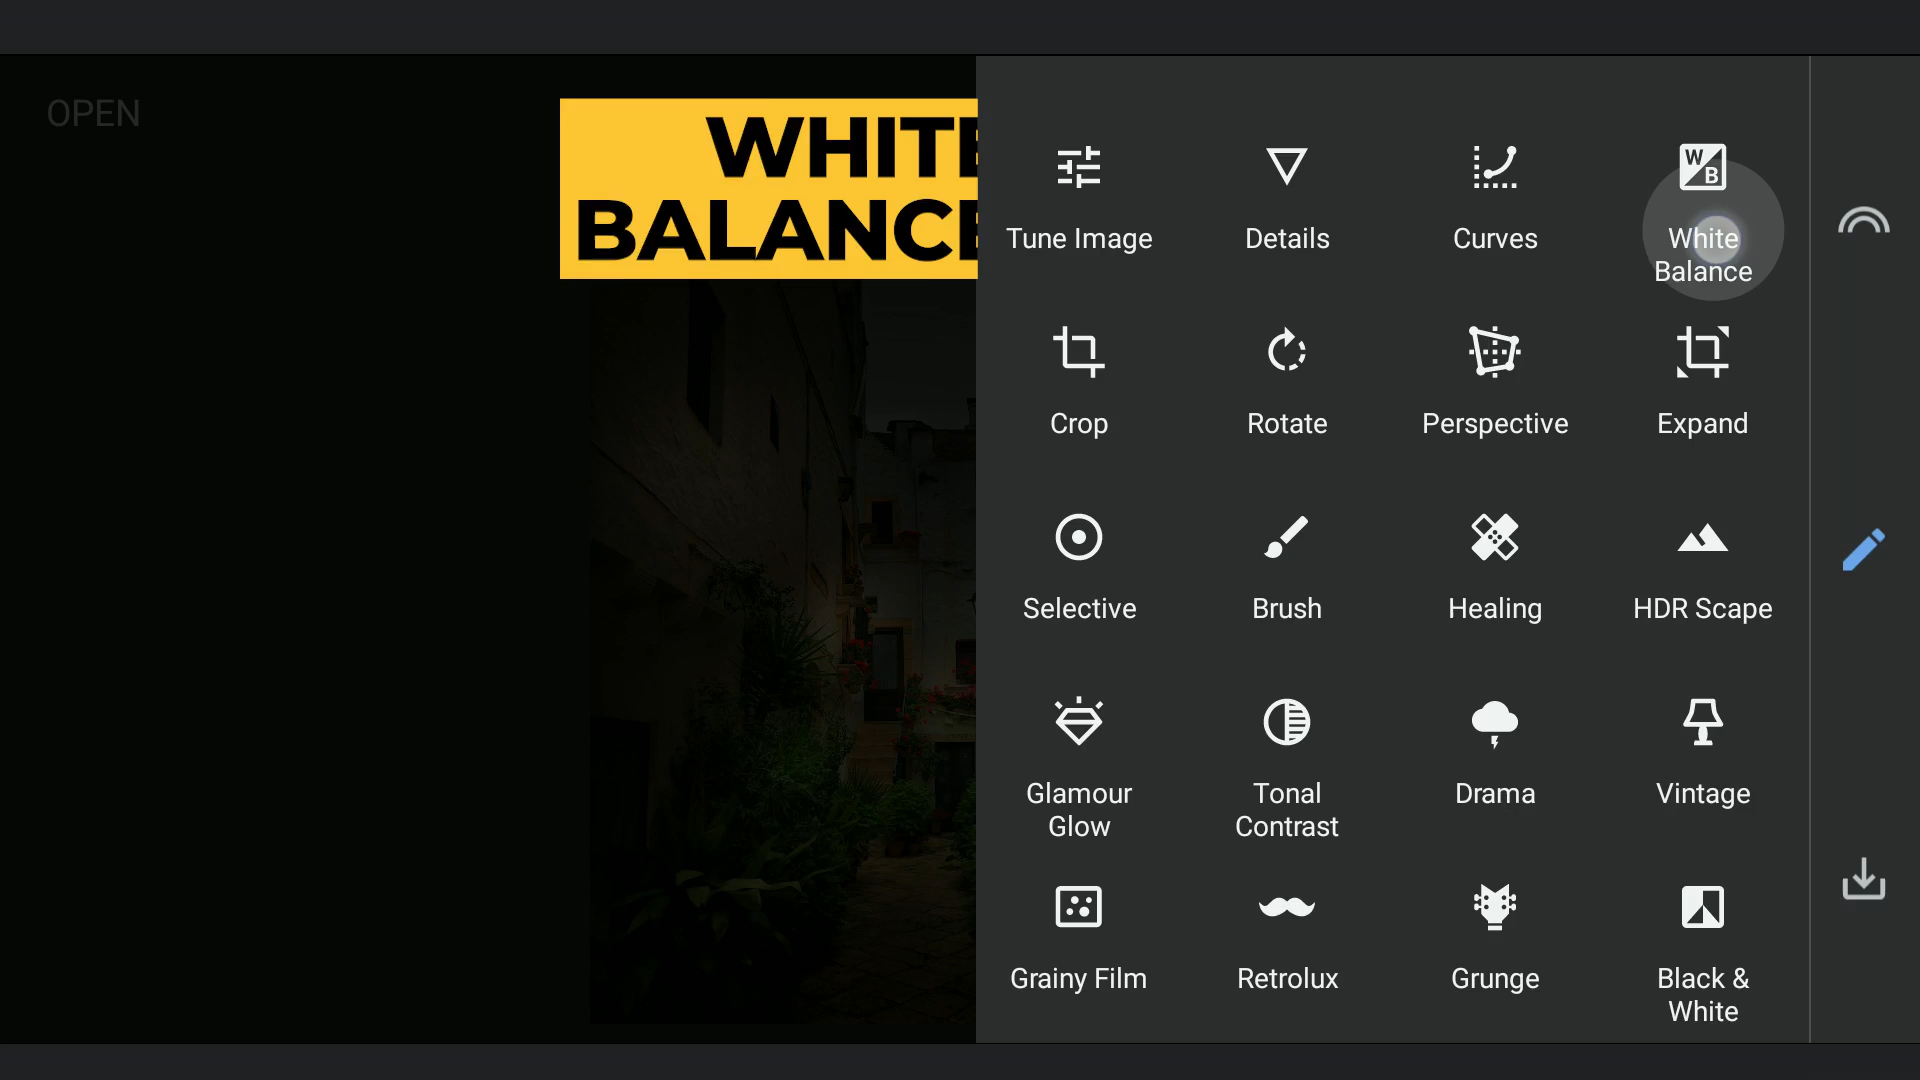 OPEN
WHITE
BALANCE
Tune Image
Details
Curves
W
B
White
Balance
Crop
Rotate
Perspective
Expand
Selective
Brush
Healing
HDR Scape
Glamour
Glow
Tonal
Contrast
Drama
Vintage
Grainy Film
Retrolux
Grunge
Black &
White